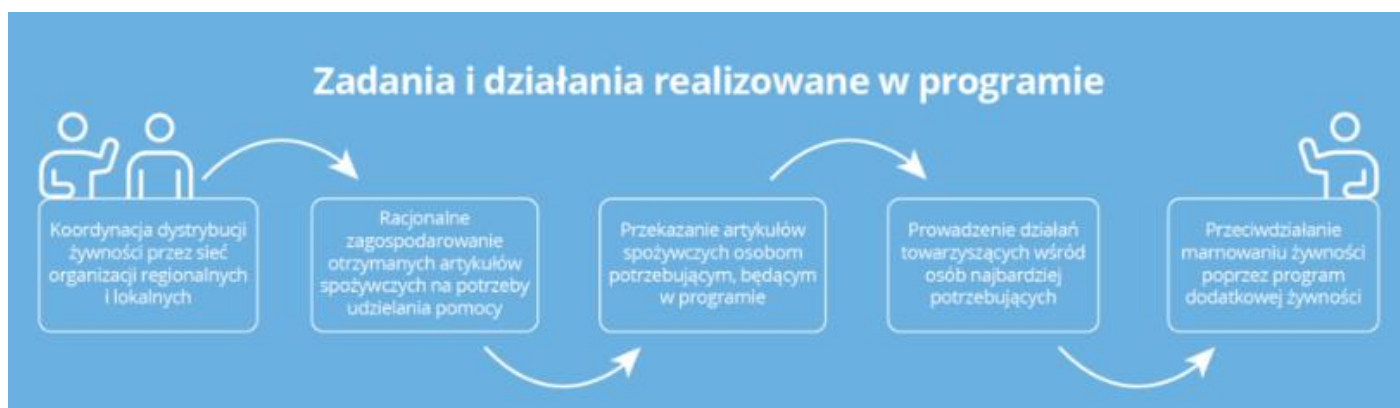 Zadania i działania realizowane w programie
Koordynacja dystrybucji
żywności przez sieć
organizacji regionalnych
i lokalnych
Racjonalne
zagospodarowanie
otrzymanych artykułów
spożywczych na potrzeby
udzielania pomocy
Przekazanie artykułów
spożywczych osobom
potrzebującym, będącym
w programie
Prowadzenie działań
towarzyszących wśród
osób najbardziej
potrzebujących
Przeciwdziałanie
marnowaniu żywności
poprzez program
dodatkowej żywności